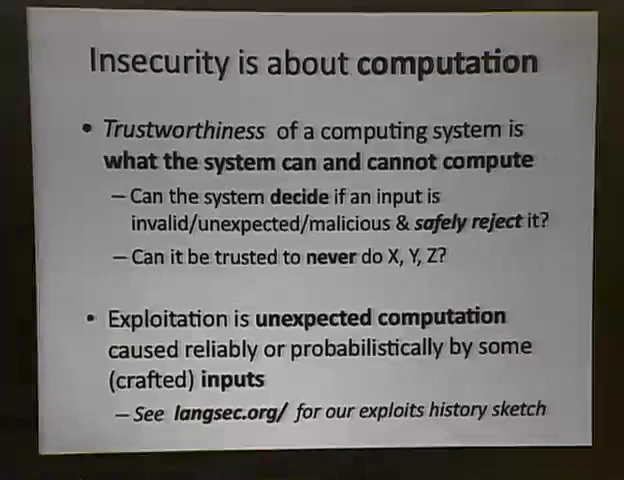 Insecurity is about computation
• Trustworthiness of a computing system is
what the system can and cannot compute
– Can the system decide if an input is
invalid/unexpected/malicious & safely reject it?
– Can it be trusted to never do X, Y, Z?
• Exploitation is unexpected computation
caused reliably or probabilistically by some
(crafted) inputs
– See langsec.org/ for our exploits history sketch